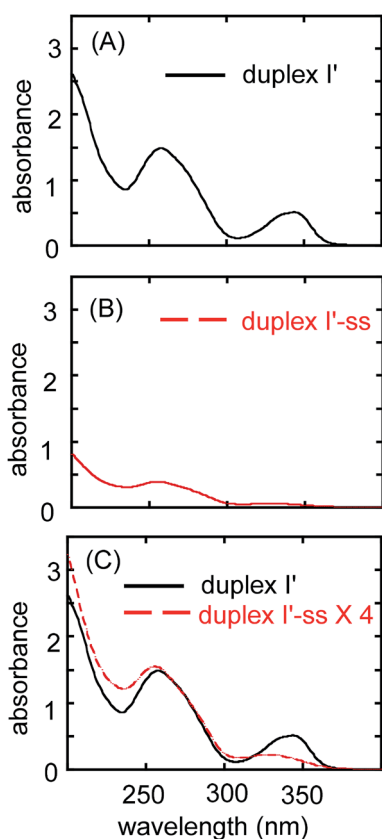 (A)
duplex I'
absorbance
3
2
1
0
(B)
duplex I'-ss
absorbance
3
2
1
0
(C)
duplex I'
duplex I'-ss X 4
absorbance
3
2
1
0
250 300 350
wavelength (nm)